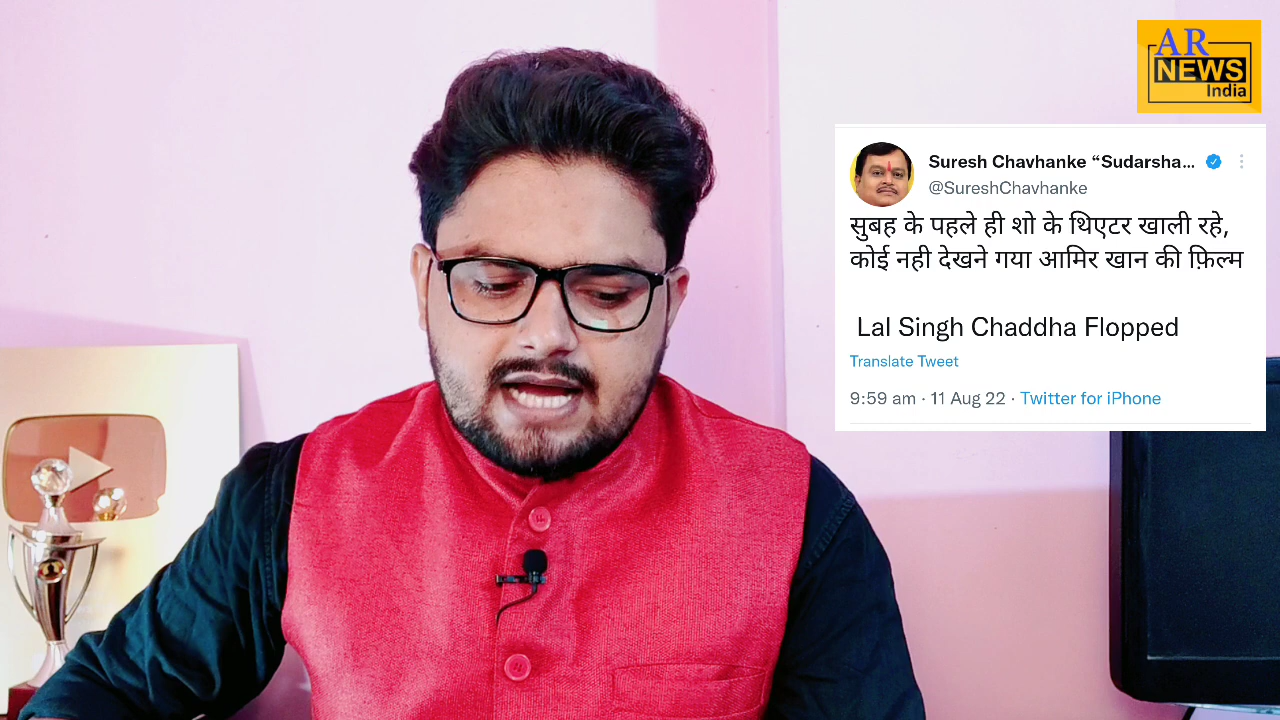 AR
NEWS
India
Suresh Chavhanke “Sudarsha...
@SureshChavhanke
सुबह के पहले ही शो के थिएटर खाली रहे,
कोई नही देखने गया आमिर खान की फ़िल्म
Lal Singh Chaddha Flopped
Translate Tweet
9:59 am · 11 Aug 22 · Twitter for iPhone